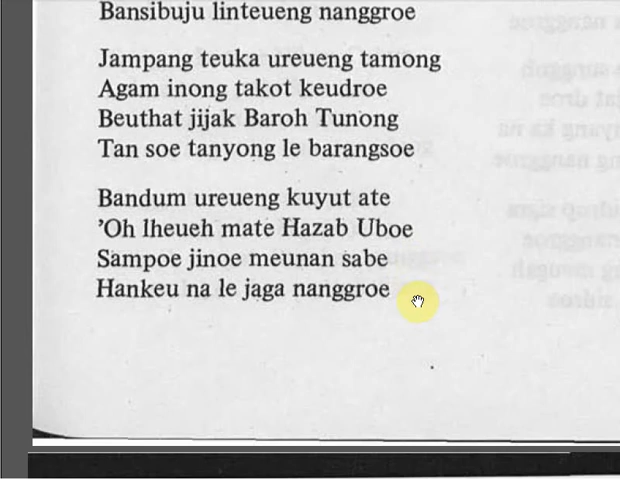 Bansibuju linteueng nanggroe
Jampang teuka ureueng tamong
Agam inong takot keudroe
Beuthat jijak Baroh Tunong
Tan soe tanyong le barangsoe
Bandum ureueng kuyut ate
’Oh lheueh mate Hazab Uboe
Sampoe jinoe meunan sabe
Hankeu na le jaga nanggroe